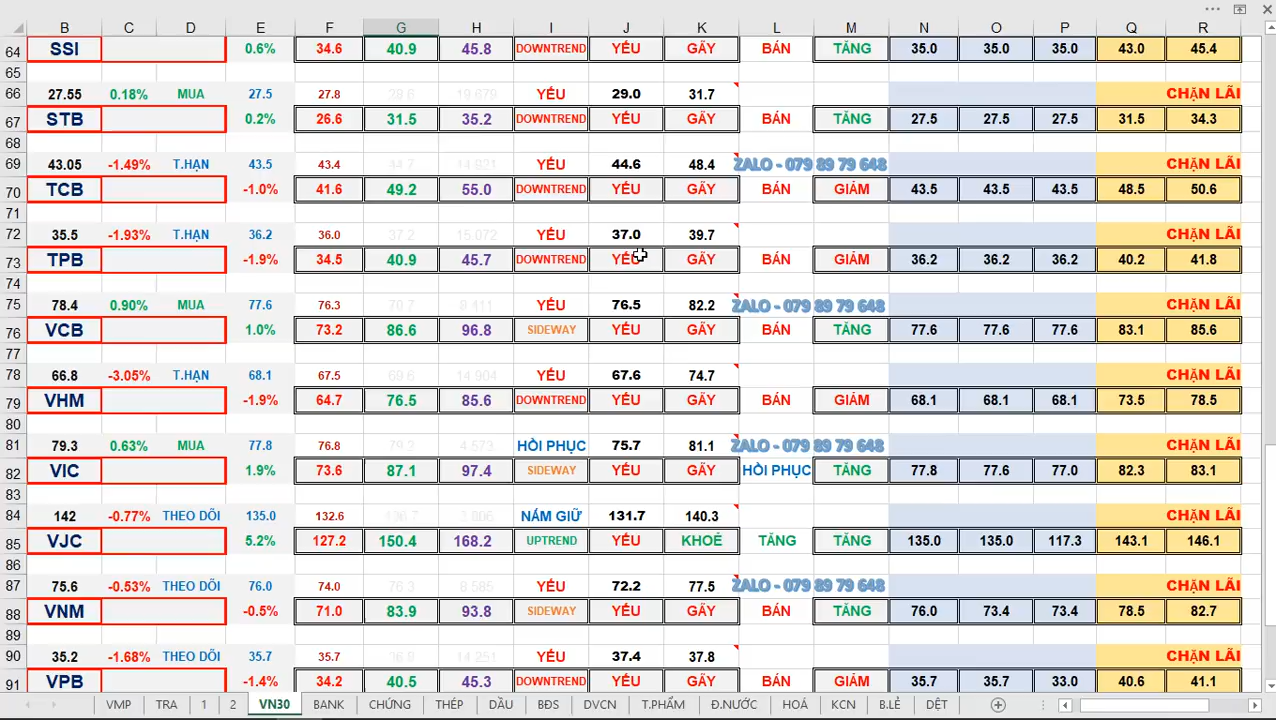 B C D E F G H I J K L M N O P Q R
64 SSI 0.6% 34.6 40.9 45.8 DOWNTREND YẾU GÃY BÁN TĂNG 35.0 35.0 35.0 43.0 45.4
65
66 27.55 0.18% MUA 27.5 27.8 YẾU 29.0 31.7 CHẶN LÃI
67 STB 0.2% 26.6 31.5 35.2 DOWNTREND YẾU GÃY BÁN TĂNG 27.5 27.5 27.5 31.5 34.3
68
69 43.05 -1.49% T.HẠN 43.5 43.4 YẾU 44.6 48.4 ZALO - 079 89 79 648 CHẶN LÃI
70 TCB -1.0% 41.6 49.2 55.0 DOWNTREND YẾU GÃY BÁN GIẢM 43.5 43.5 43.5 48.5 50.6
71
72 35.5 -1.93% T.HẠN 36.2 36.0 37.2 15.072 YẾU 37.0 39.7 CHẶN LÃI
73 TPB -1.9% 34.5 40.9 45.7 DOWNTREND YẾU GÃY BÁN GIẢM 36.2 36.2 36.2 40.2 41.8
74
75 78.4 0.90% MUA 77.6 76.3 YẾU 76.5 82.2 ZALO - 079 89 79 648 CHẶN LÃI
76 VCB 1.0% 73.2 86.6 96.8 SIDEWAY YẾU GÃY BÁN TĂNG 77.6 77.6 77.6 83.1 85.6
77
78 66.8 -3.05% T.HẠN 68.1 67.5 69.6 14.904 YẾU 67.6 74.7 CHẶN LÃI
79 VHM -1.9% 64.7 76.5 85.6 DOWNTREND YẾU GÃY BÁN GIẢM 68.1 68.1 68.1 73.5 78.5
80
81 79.3 0.63% MUA 77.8 76.8 79.2 4.573 HỒI PHỤC 75.7 81.1 ZALO - 079 89 79 648 CHẶN LÃI
82 VIC 1.9% 73.6 87.1 97.4 SIDEWAY YẾU GÃY HỒI PHỤC TĂNG 77.8 77.6 77.0 82.3 83.1
83
84 142 -0.77% THEO DÕI 135.0 132.6 NẮM GIỮ 131.7 140.3 CHẶN LÃI
85 VJC 5.2% 127.2 150.4 168.2 UPTREND YẾU KHOẺ TĂNG TĂNG 135.0 135.0 117.3 143.1 146.1
86
87 75.6 -0.53% THEO DÕI 76.0 74.0 76.3 8.585 YẾU 72.2 77.5 ZALO - 079 89 79 648 CHẶN LÃI
88 VNM -0.5% 71.0 83.9 93.8 SIDEWAY YẾU GÃY BÁN TĂNG 76.0 73.4 73.4 78.5 82.7
89
90 35.2 -1.68% THEO DÕI 35.7 35.7 36.8 14.251 YẾU 37.4 37.8 CHẶN LÃI
91 VPB -1.4% 34.2 40.5 45.3 DOWNTREND YẾU GÃY BÁN GIẢM 35.7 35.7 33.0 40.6 41.1
VMP TRA 1 2 VN30 BANK CHỨNG THÉP DẦU BĐS DVCN T.PHẨM Đ.NƯỚC HOÁ KCN B.LẺ DỆT